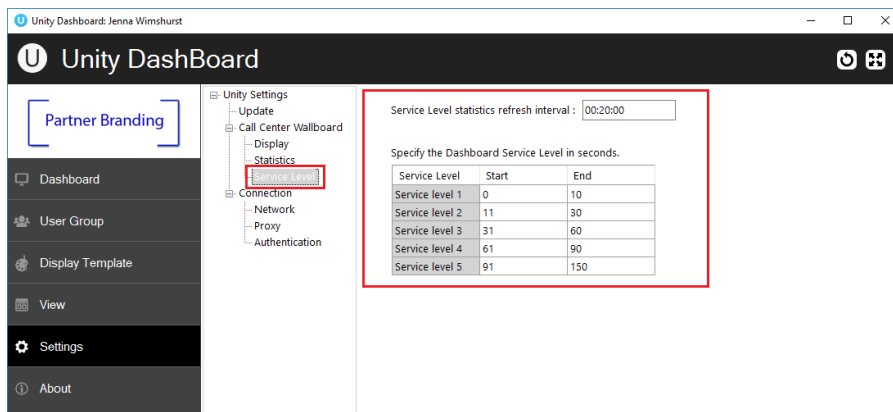 Unity Dashboard: Jenna Wimshurst
Unity DashBoard
Partner Branding
Dashboard
User Group
Display Template
View
Settings
About
Unity Settings
Update
Call Center Wallboard
Display
Statistics
Service Level
Connection
Network
Proxy
Authentication
Service Level statistics refresh interval : 00:20:00
Specify the Dashboard Service Level in seconds.
Service Level Start End
Service level 1 0 10
Service level 2 11 30
Service level 3 31 60
Service level 4 61 90
Service level 5 91 150